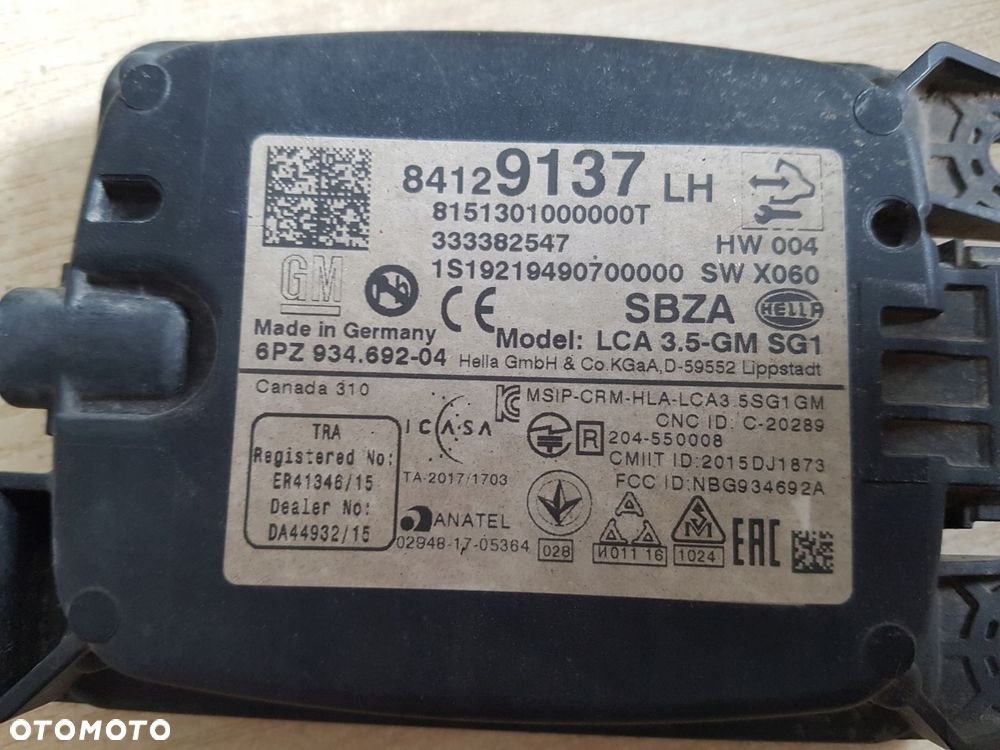 84129137 LH
8151301000000T
333382547 HW 004
1S19219490700000 SW X060
GM
CE SBZA HELLA
Made in Germany Model: LCA 3.5-GM SG1
6PZ 934.692-04 Hella GmbH & Co.KGaA,D-59552 Lippstadt
Canada 310
MSIP-CRM-HLA-LCA3.5SG1GM
CNC ID: C-20289
ICASA
R 204-550008
TRA
Registered No:
ER41346/15
Dealer No:
DA44932/15
TA-2017/1703
CMIIT ID:2015DJ1873
FCC ID:NBG934692A
ANATEL
02948-17-05364
028
И011 16
1024
EAC
OTOMOTO